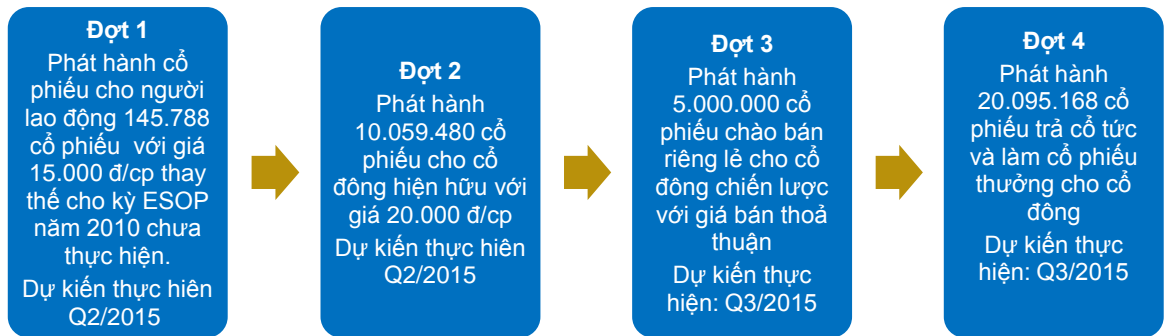 Đợt 1
Phát hành cổ
phiếu cho người
lao động 145.788
cổ phiếu với giá
15.000 đ/cp thay
thế cho kỳ ESOP
năm 2010 chưa
thực hiện.
Dự kiến thực hiên
Q2/2015
Đợt 2
Phát hành
10.059.480 cổ
phiếu cho cổ
đông hiện hữu với
giá 20.000 đ/cp
Dự kiến thực hiên
Q2/2015
Đợt 3
Phát hành
5.000.000 cổ
phiếu chào bán
riêng lẻ cho cổ
đông chiến lược
với giá bán thoả
thuận
Dự kiến thực
hiện: Q3/2015
Đợt 4
Phát hành
20.095.168 cổ
phiếu trả cổ tức
và làm cổ phiếu
thưởng cho cổ
đông
Dự kiến thực
hiện: Q3/2015